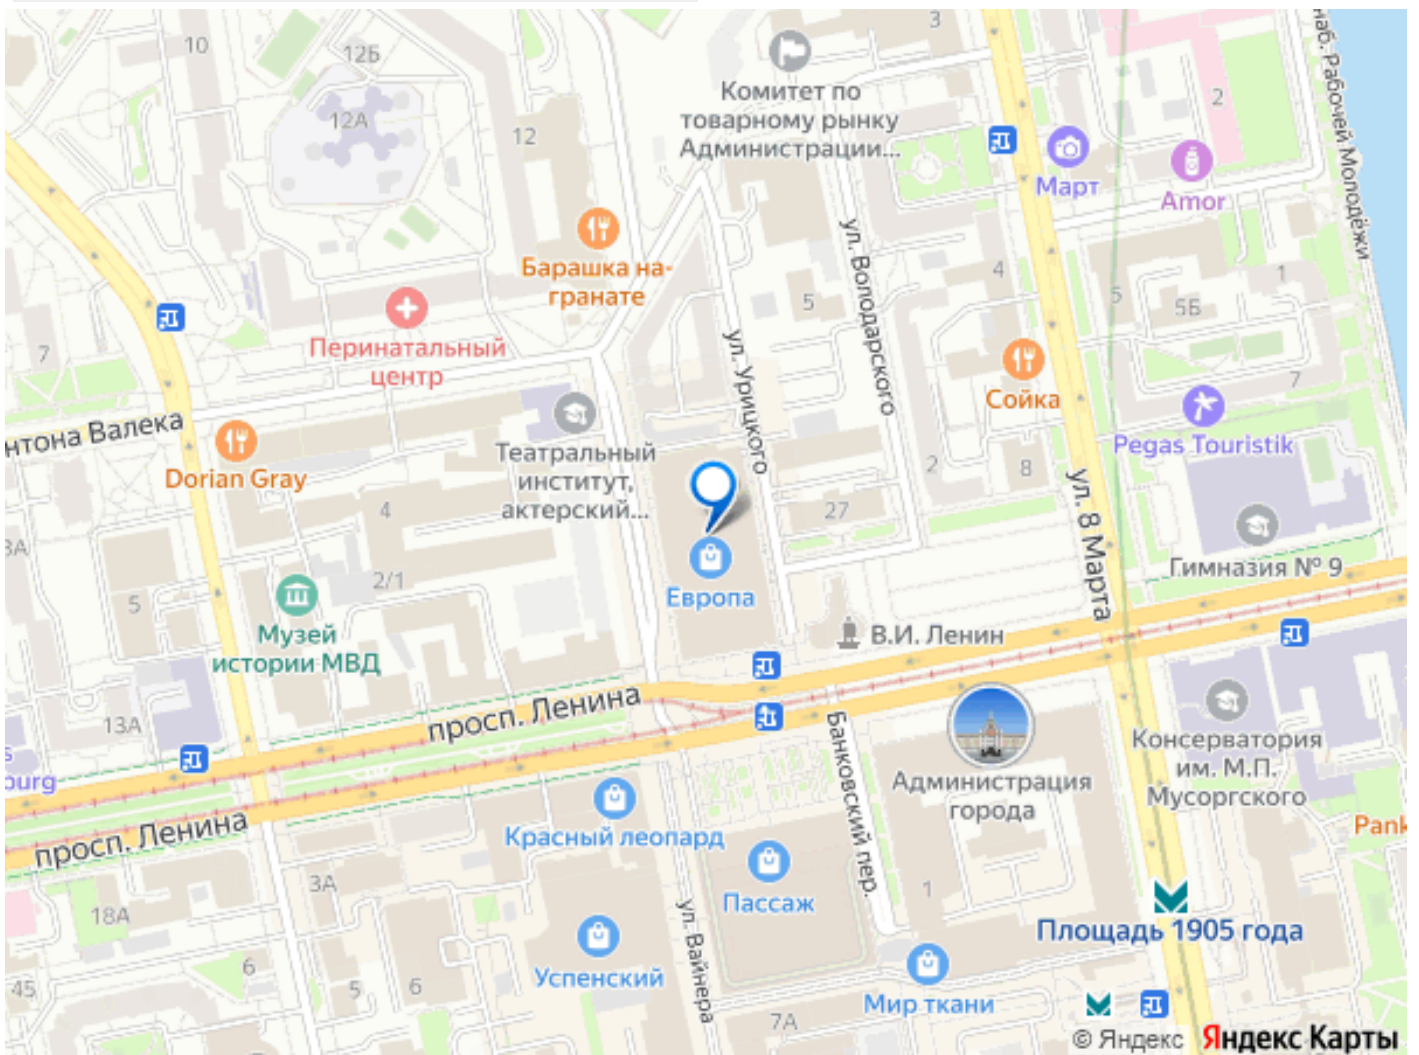 10
12Б
3
наб. Рабочей Молодёжи
Комитет по
товарному рынку
Администрации...
12А
12
2
Март
Amor
ул. Володарского
Барашка на-
гранате
4
1
5
5
5Б
7
Перинатальный
центр
ул. Урицкого
Сойка
7
нтона Валека
Dorian Gray
Театральный
институт,
актерский...
Pegas Touristik
2
8
4
27
ул. 8 Марта
3А
Гимназия № 9
2/1
Европа
5
Музей
истории МВД
В.И. Ленин
13А
просп. Ленина
Банковский пер.
Консерватория
им. М.П.
Мусоргского
s
burg
Администрация
города
просп. Ленина
Красный леопард
Pank
3А
1
Пассаж
18А
ул. Вайнера
Площадь 1905 года
6
45
5
6
Успенский
Мир ткани
7А
© Яндекс Яндекс Карты